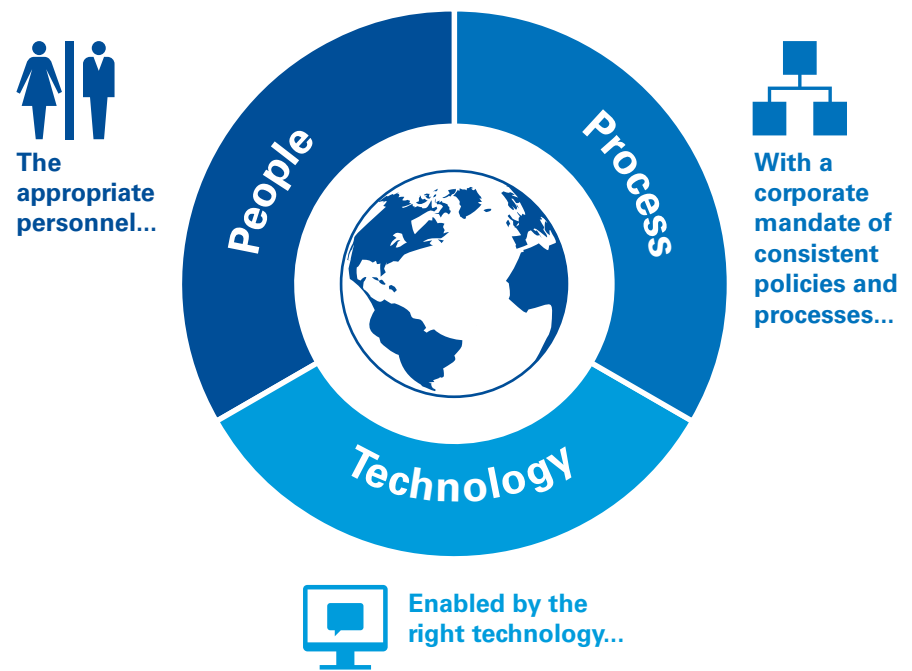 People
Process
Technology
The
appropriate
personnel...
With a
corporate
mandate of
consistent
policies and
processes...
Enabled by the
right technology...